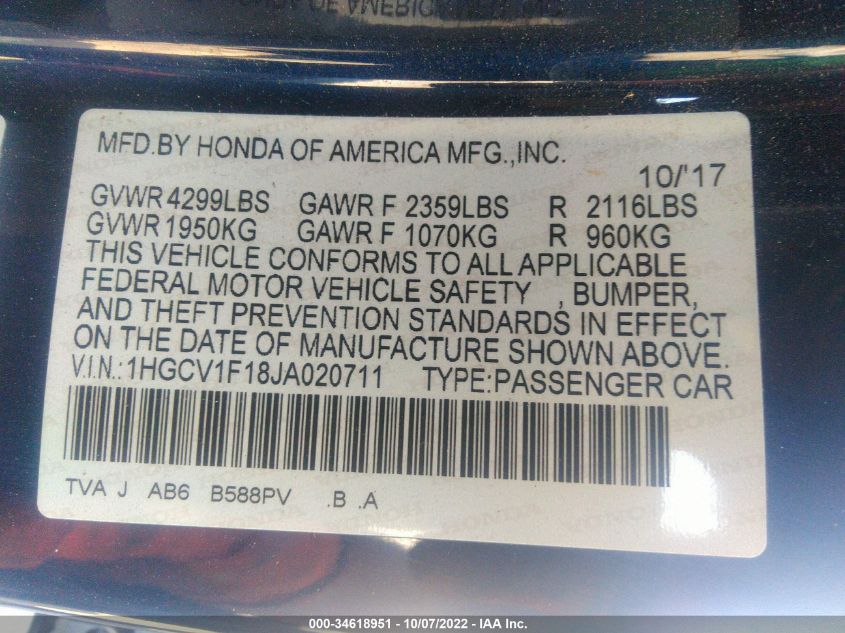 MFD.BY HONDA OF AMERICA MFG.,INC.
10/'17
GVWR 4299LBS GAWR F 2359LBS R 2116LBS
GVWR 1950KG GAWR F 1070KG R 960KG
THIS VEHICLE CONFORMS TO ALL APPLICABLE
FEDERAL MOTOR VEHICLE SAFETY , BUMPER,
AND THEFT PREVENTION STANDARDS IN EFFECT
ON THE DATE OF MANUFACTURE SHOWN ABOVE.
V.I.N.: 1HGCV1F18JA020711 TYPE:PASSENGER CAR
TVA J AB6 B588PV .B .A
000-34618951 - 10/07/2022 - IAA Inc.